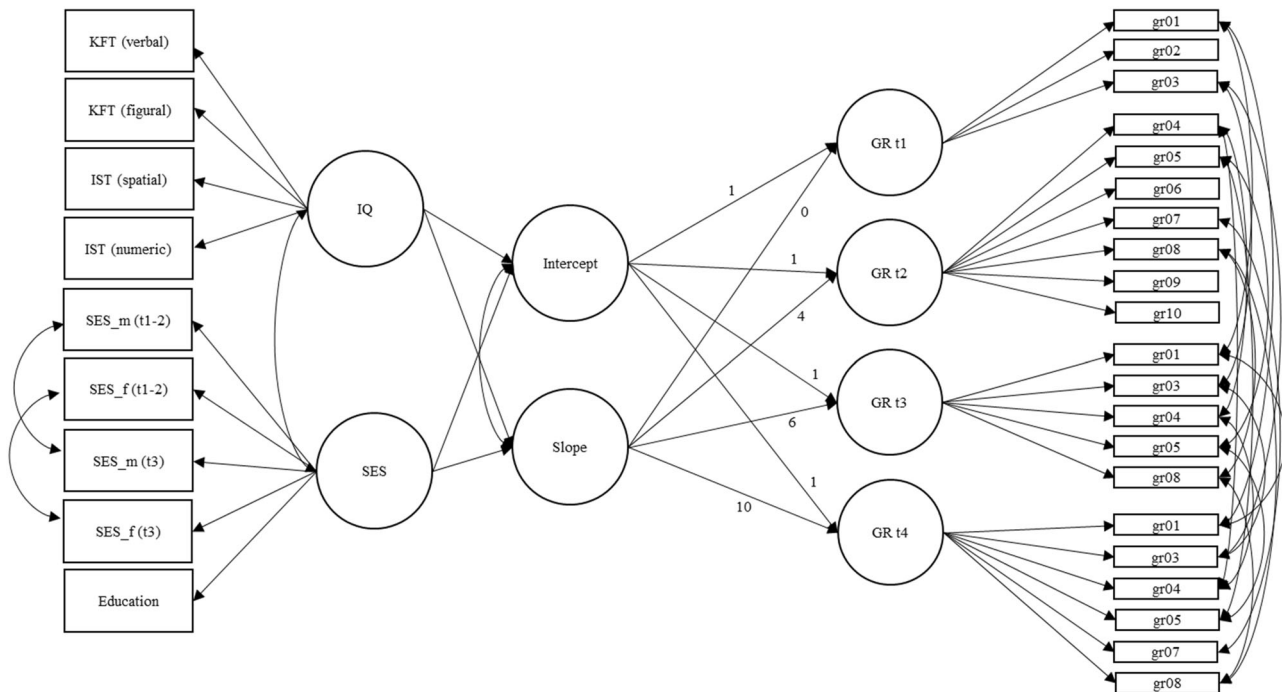 KFT (verbal)
KFT (figural)
IST (spatial)
IST (numeric)
SES_m (t1-2)
SES_f (t1-2)
SES_m (t3)
SES_f (t3)
Education
IQ
SES
Intercept
Slope
1
0
1
4
1
6
1
10
GR t1
GR t2
GR t3
GR t4
gr01
gr02
gr03
gr04
gr05
gr06
gr07
gr08
gr09
gr10
gr01
gr03
gr04
gr05
gr08
gr01
gr03
gr04
gr05
gr07
gr08